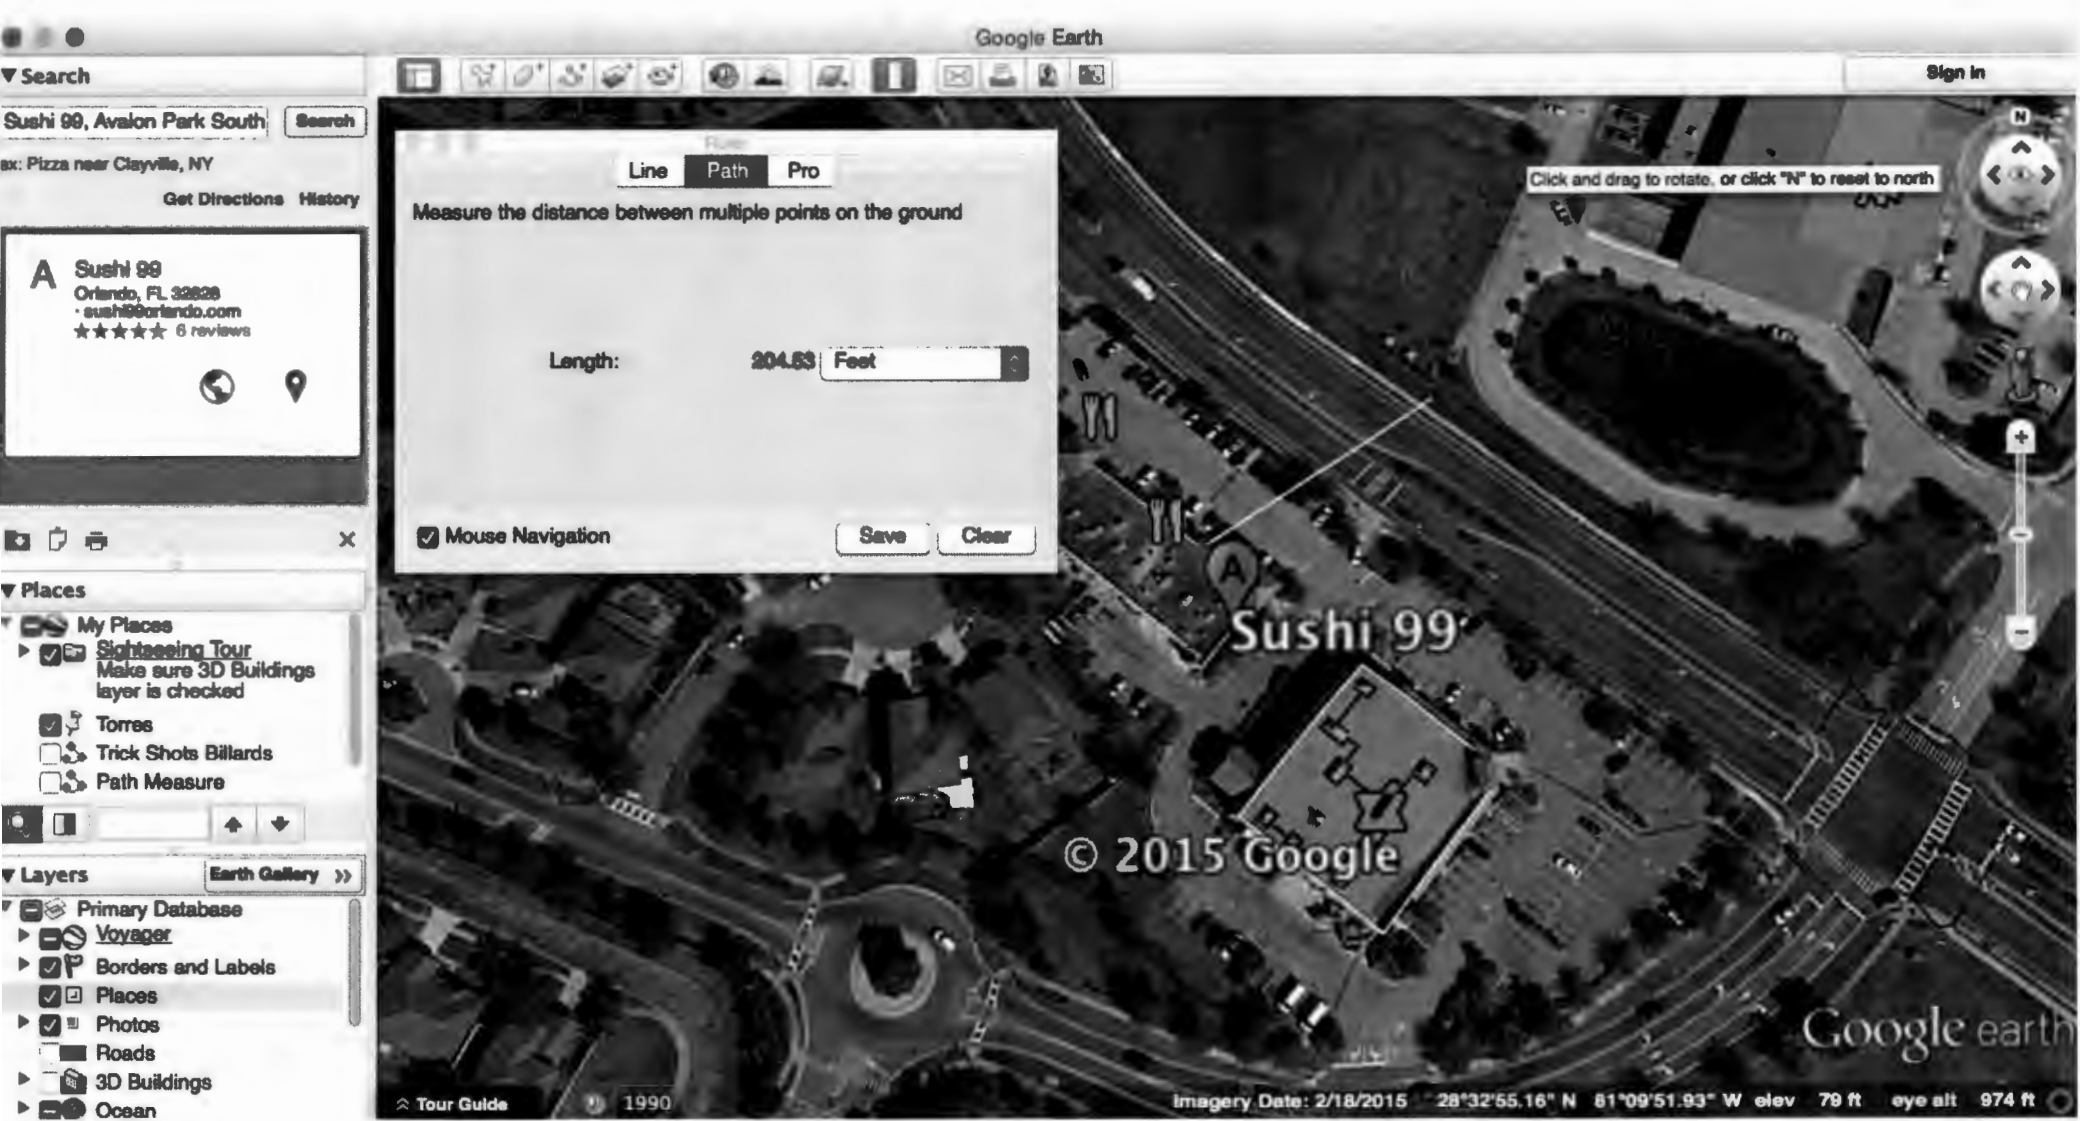 Google Earth
Search
Sign in
Sushi 99, Avalon Park South
Search
ex: Pizza near Clayville, NY
Get Directions History
A
Sushi 99
Orlando, FL 32828
· sushi99orlando.com
★★★★★ 6 reviews
Ruler
Line Path Pro
Measure the distance between multiple points on the ground
Length: 204.53 Feet
Mouse Navigation
Save Clear
N
Click and drag to rotate, or click "N" to reset to north
Places
My Places
Sightseeing Tour
Make sure 3D Buildings
layer is checked
Torres
Trick Shots Billards
Path Measure
Layers
Earth Gallery >>
Primary Database
Voyager
Borders and Labels
Places
Photos
Roads
3D Buildings
Ocean
A
Sushi 99
© 2015 Google
Google earth
Tour Guide
1990
Imagery Date: 2/18/2015 28°32'55.16" N 81°09'51.93" W elev 79 ft eye alt 974 ft